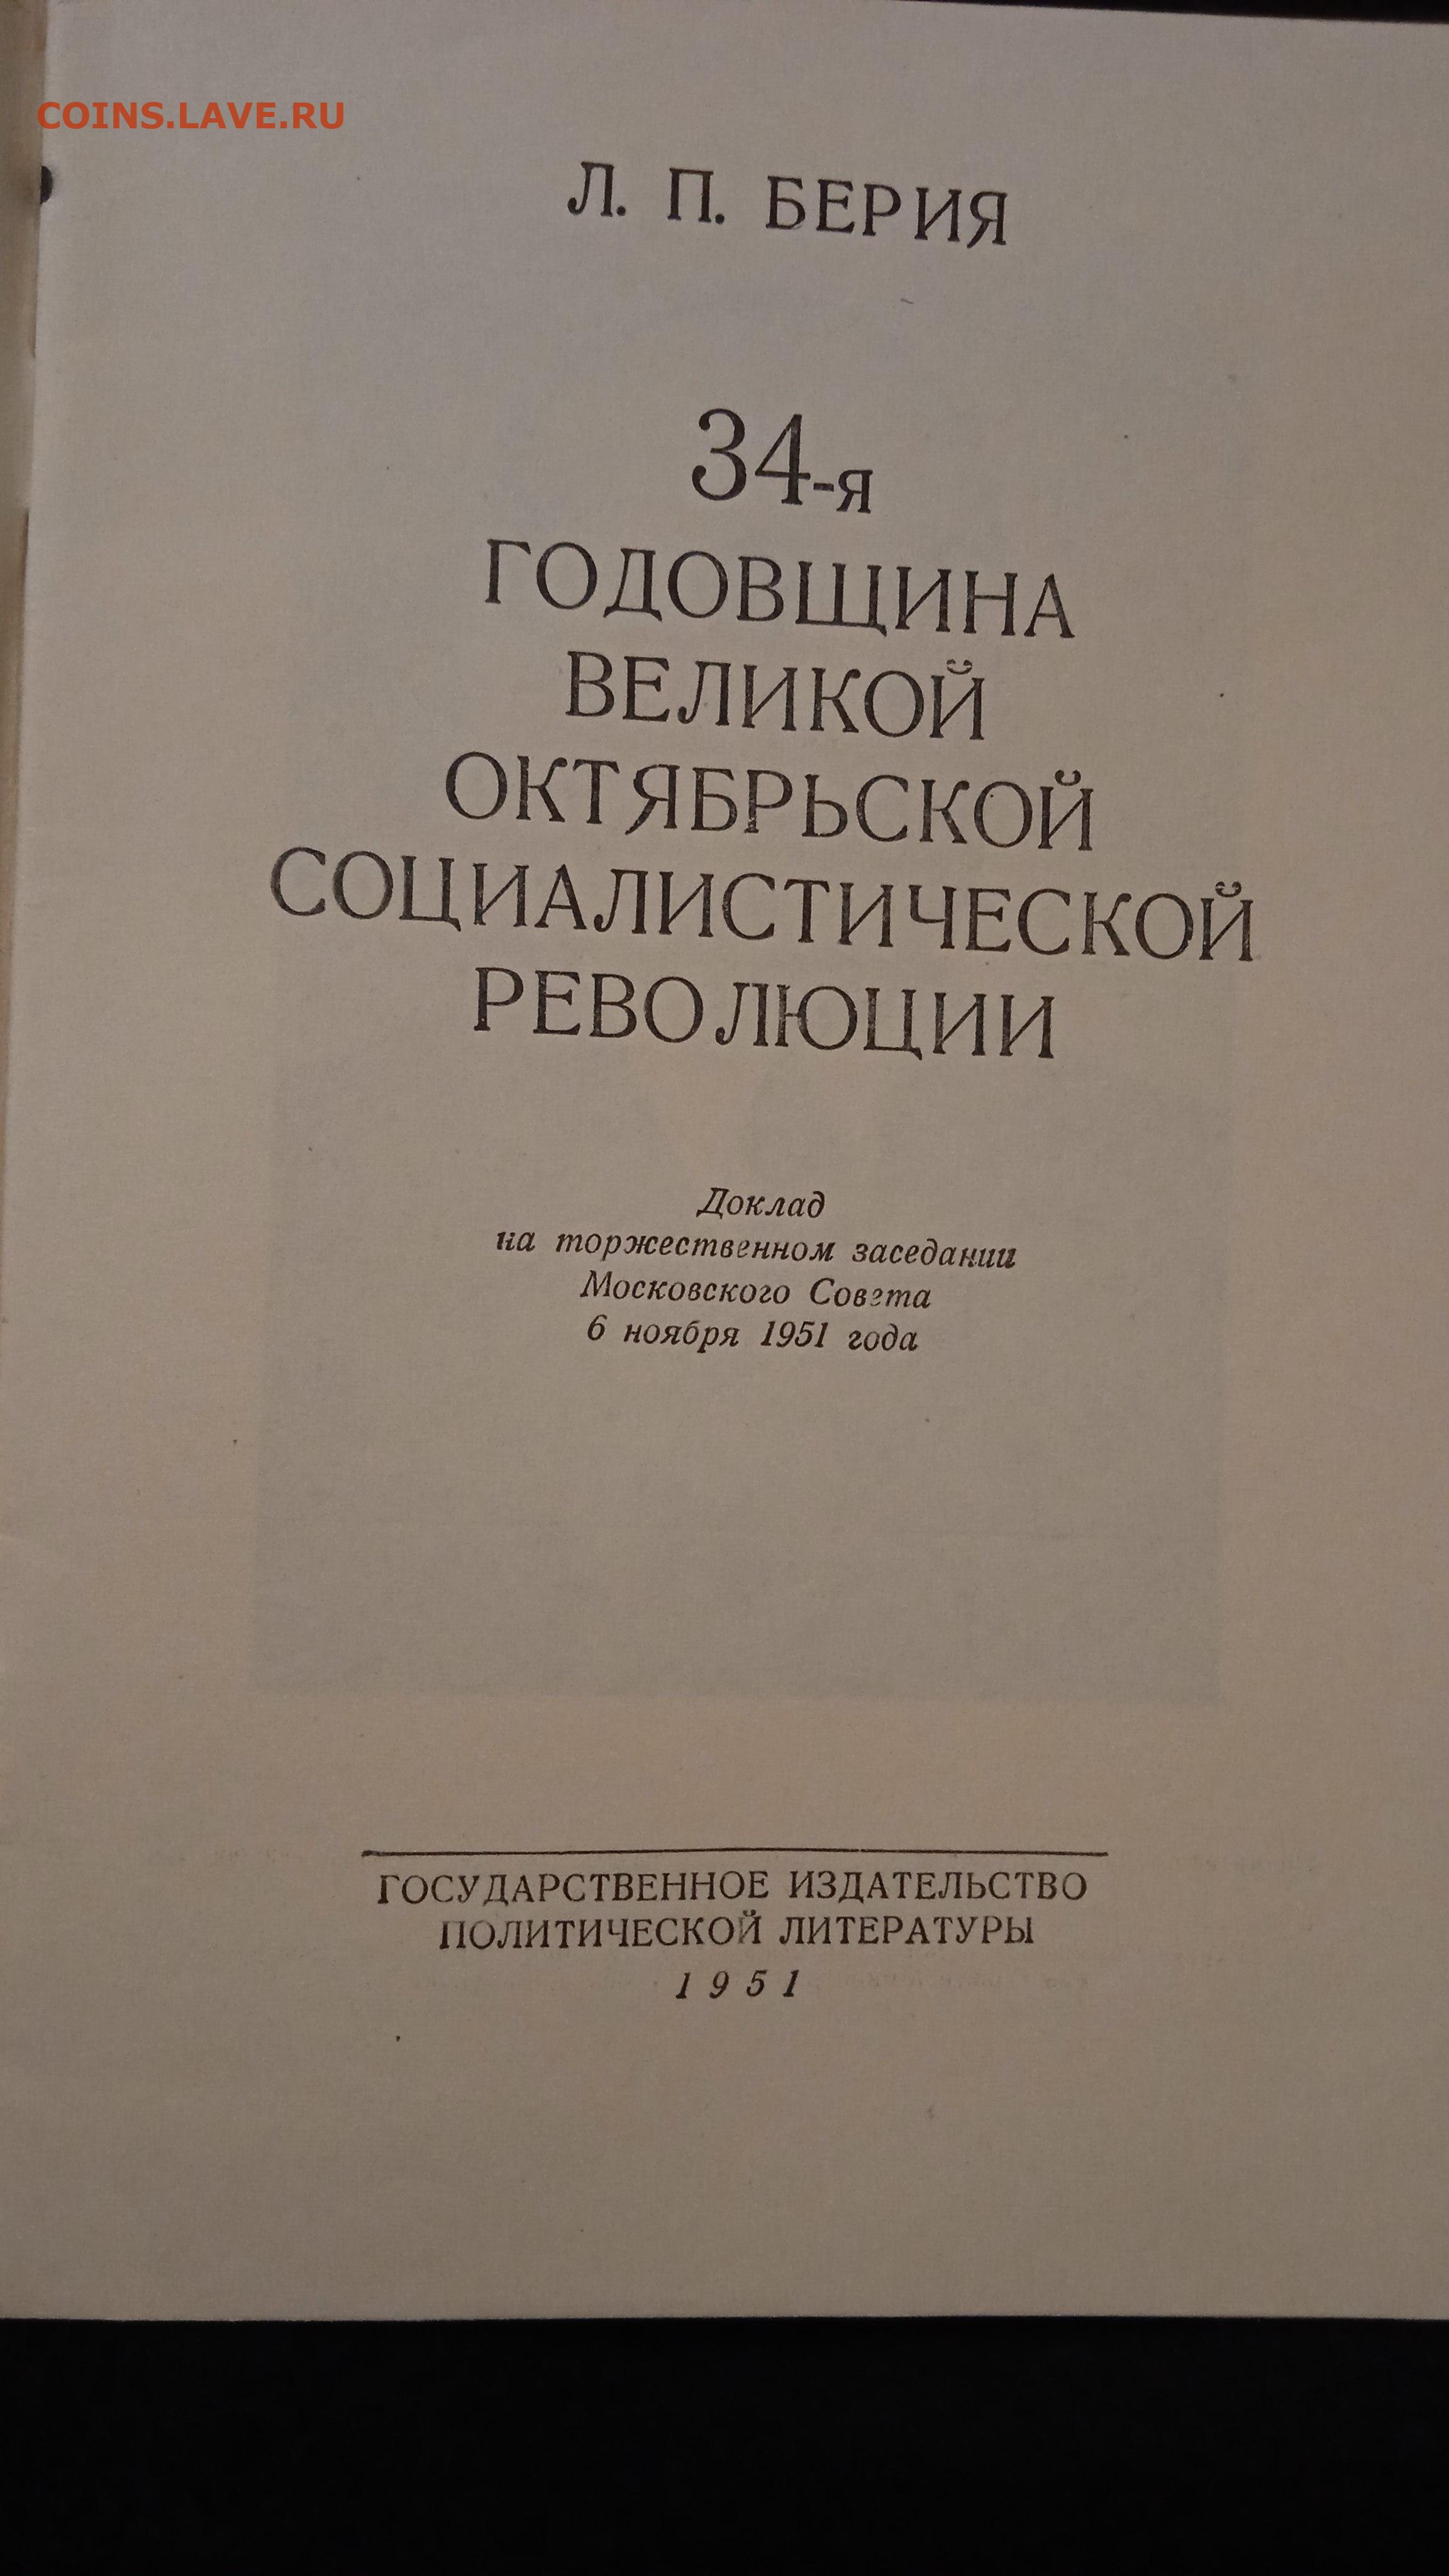 COINS.LAVE.RU
Л. П. БЕРИЯ
34-я
ГОДОВЩИНА
ВЕЛИКОЙ
ОКТЯБРЬСКОЙ
СОЦИАЛИСТИЧЕСКОЙ
РЕВОЛЮЦИИ
Доклад
на торжественном заседании
Московского Совета
6 ноября 1951 года
ГОСУДАРСТВЕННОЕ ИЗДАТЕЛЬСТВО
ПОЛИТИЧЕСКОЙ ЛИТЕРАТУРЫ
1951